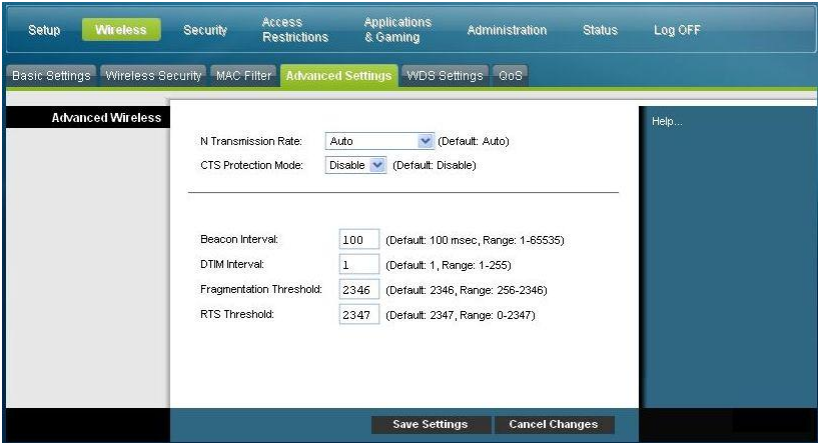 Setup Wireless Security Access Restrictions Applications & Gaming Administration Status Log OFF
Basic Settings Wireless Security MAC Filter Advanced Settings WDS Settings QoS
Advanced Wireless
Help...
N Transmission Rate: Auto (Default: Auto)
CTS Protection Mode: Disable (Default: Disable)
Beacon Interval: 100 (Default: 100 msec, Range: 1-65535)
DTIM Interval: 1 (Default: 1, Range: 1-255)
Fragmentation Threshold: 2346 (Default: 2346, Range: 256-2346)
RTS Threshold: 2347 (Default: 2347, Range: 0-2347)
Save Settings Cancel Changes